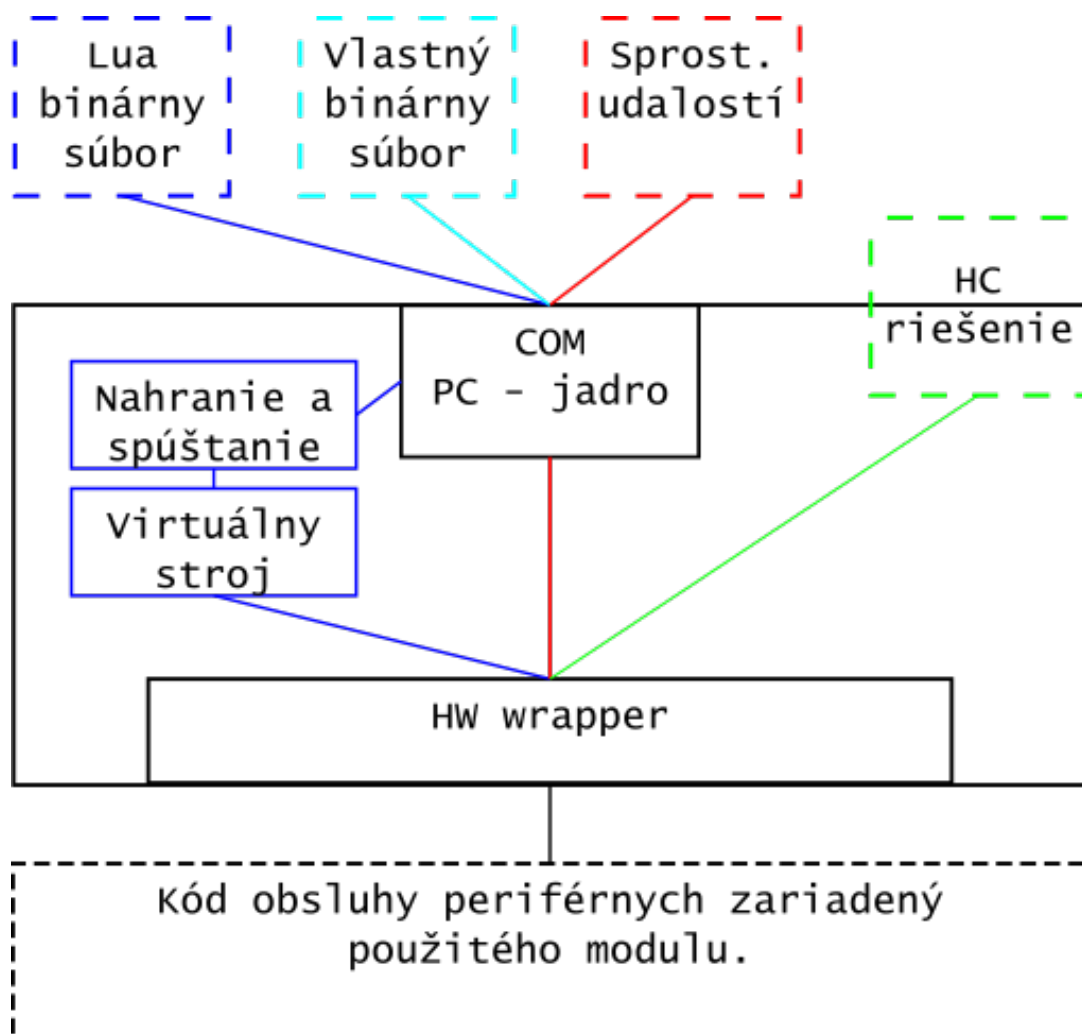 Lua
binárny
súbor
Vlastný
binárny
súbor
Sprost.
udalostí
HC
riešenie
COM
PC - jadro
Nahranie a
spúštanie
Virtuálny
stroj
HW wrapper
Kód obsluhy periférnych zariadený
použitého modulu.